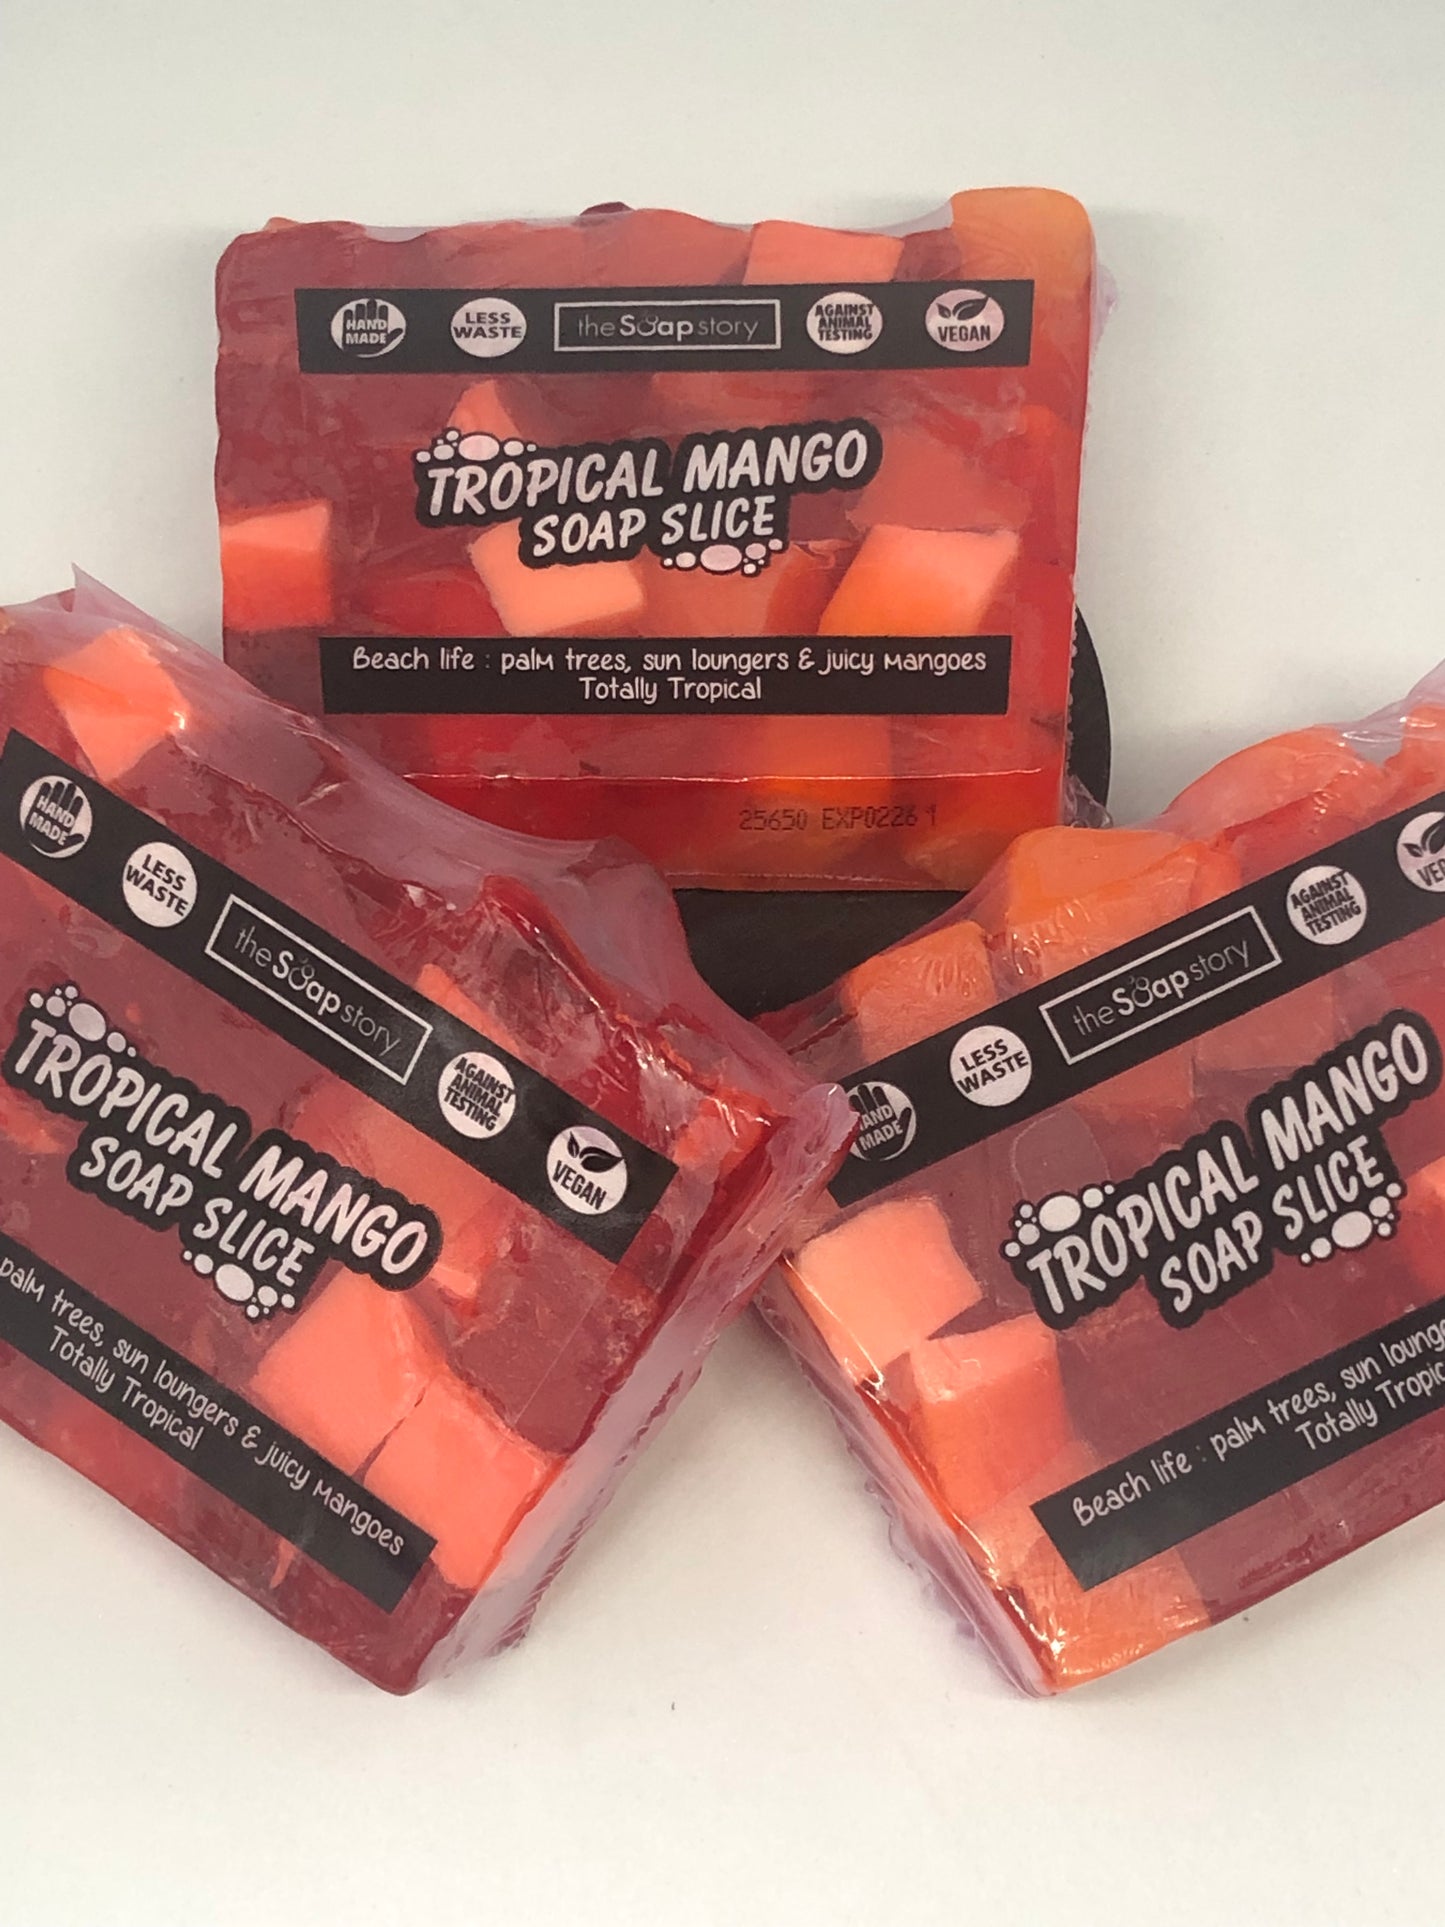 HAND MADE
LESS WASTE
the Soap story
AGAINST ANIMAL TESTING
VEGAN
TROPICAL MANGO
SOAP SLICE
Beach life : palm trees, sun loungers & juicy mangoes
Totally Tropical
25650 EXP0226 1
HAND MADE
LESS WASTE
the Soap story
AGAINST ANIMAL TESTING
VEGAN
TROPICAL MANGO
SOAP SLICE
palm trees, sun loungers & juicy mangoes
Totally Tropical
HAND MADE
LESS WASTE
the Soap story
AGAINST ANIMAL TESTING
TROPICAL MANGO
SOAP SLICE
Beach life : palm trees, sun
Totally